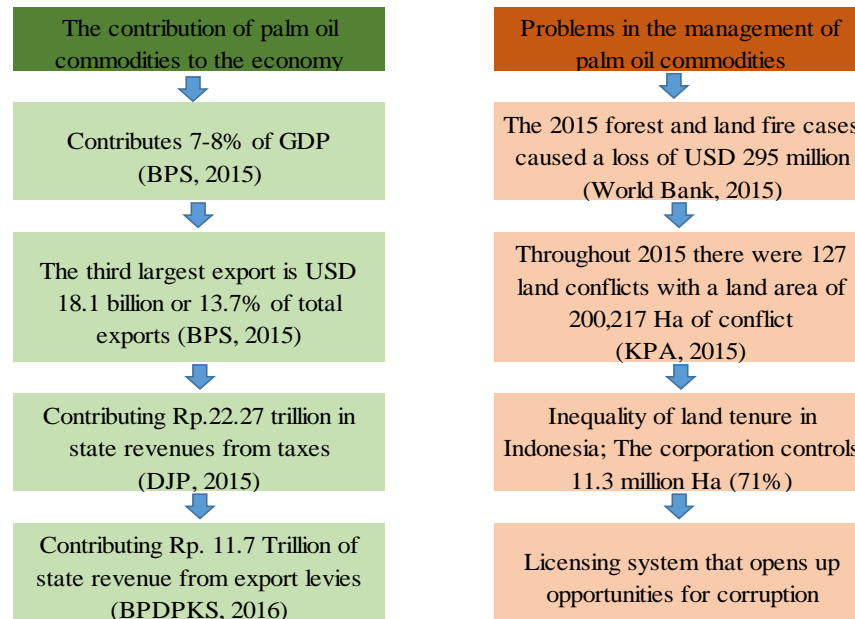 The contribution of palm oil
commodities to the economy
Contributes 7-8% of GDP
(BPS, 2015)
The third largest export is USD
18.1 billion or 13.7% of total
exports (BPS, 2015)
Contributing Rp.22.27 trillion in
state revenues from taxes
(DJP, 2015)
Contributing Rp. 11.7 Trillion of
state revenue from export levies
(BPDPKS, 2016)
Problems in the management of
palm oil commodities
The 2015 forest and land fire cases
caused a loss of USD 295 million
(World Bank, 2015)
Throughout 2015 there were 127
land conflicts with a land area of
200,217 Ha of conflict
(KPA, 2015)
Inequality of land tenure in
Indonesia; The corporation controls
11.3 million Ha (71%)
Licensing system that opens up
opportunities for corruption